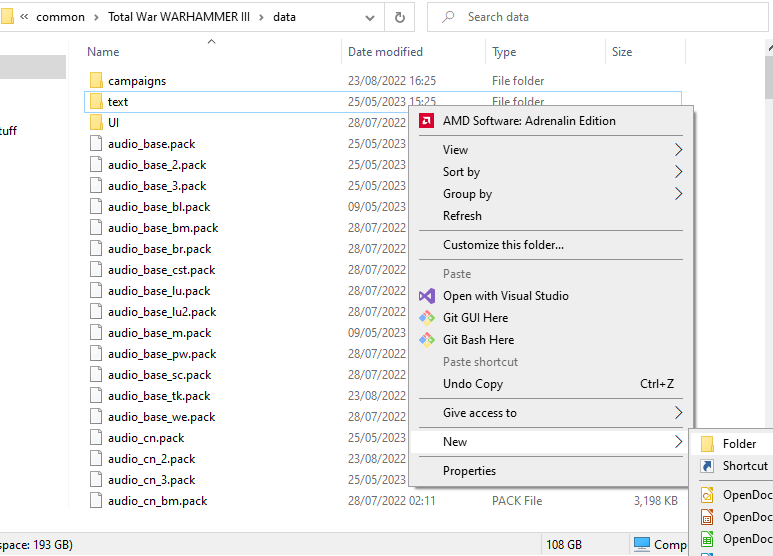 « common > Total War WARHAMMER III > data
Search data
Name Date modified Type Size
campaigns 23/08/2022 16:25 File folder
text 25/05/2023 15:25 File folder
UI 28/07/2022
audio_base.pack 25/05/2023
audio_base_2.pack 25/05/2023
audio_base_3.pack 25/05/2023
audio_base_bl.pack 09/05/2023
audio_base_bm.pack 28/07/2022
audio_base_br.pack 28/07/2022
audio_base_cst.pack 28/07/2022
audio_base_lu.pack 28/07/2022
audio_base_lu2.pack 28/07/2022
audio_base_m.pack 09/05/2023
audio_base_pw.pack 28/07/2022
audio_base_sc.pack 28/07/2022
audio_base_tk.pack 23/08/2022
audio_base_we.pack 28/07/2022
audio_cn.pack 25/05/2023
audio_cn_2.pack 23/08/2022
audio_cn_3.pack 25/05/2023
audio_cn_bm.pack 28/07/2022 02:11 PACK File 3,198 KB
tuff
AMD Software: Adrenalin Edition
View
Sort by
Group by
Refresh
Customize this folder...
Paste
Open with Visual Studio
Git GUI Here
Git Bash Here
Paste shortcut
Undo Copy Ctrl+Z
Give access to
New
Properties
Folder
Shortcut
OpenDoc
OpenDoc
OpenDoc
space: 193 GB)
108 GB
Comp